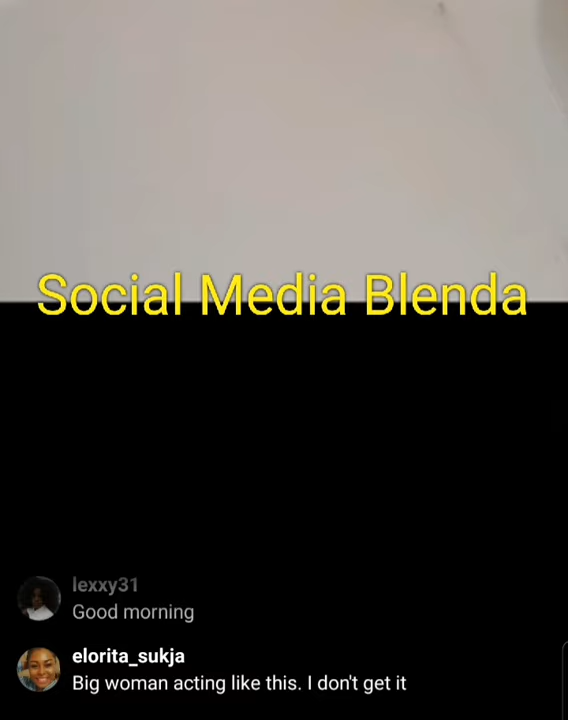 Social Media Blenda
lexxy31
Good morning
elorita_sukja
Big woman acting like this. I don't get it